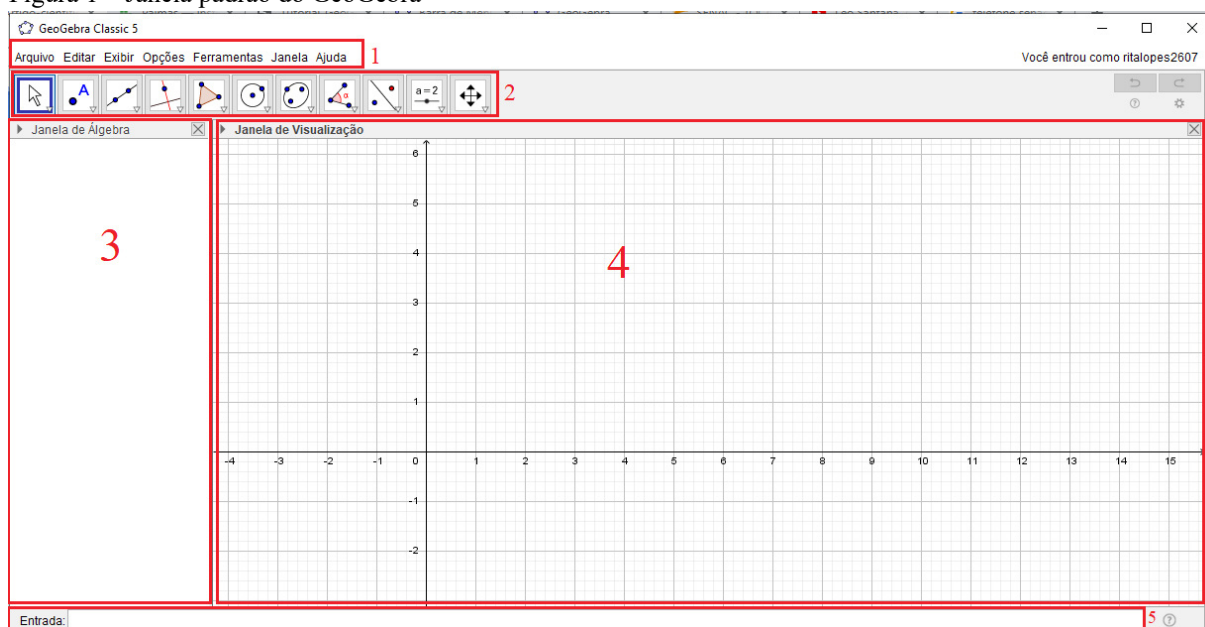 Figura 1 – Janela padrão do GeoGebra
GeoGebra Classic 5
Arquivo Editar Exibir Opções Ferramentas Janela Ajuda 1
Você entrou como ritalopes2607
A
a=2
2
Janela de Álgebra
Janela de Visualização
3
4
6
5
4
3
2
1
-4 -3 -2 -1 0 1 2 3 4 5 6 7 8 9 10 11 12 13 14 15
-1
-2
Entrada:
5